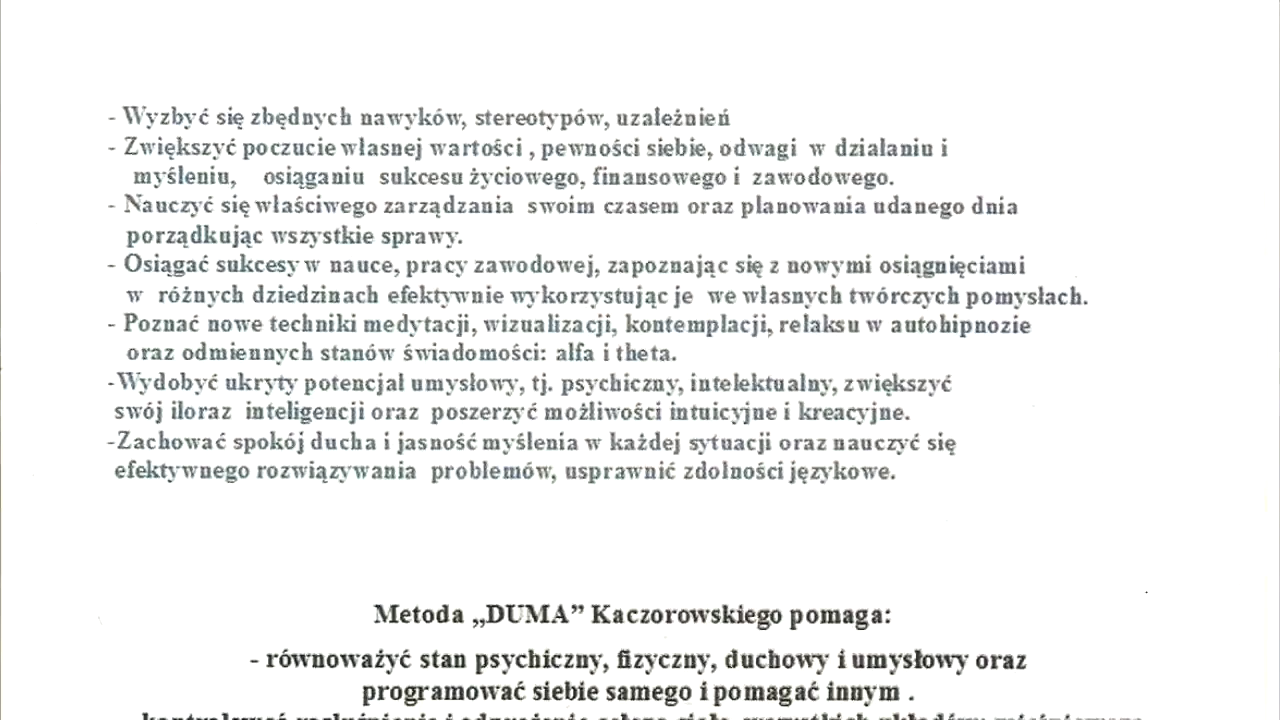 - Wyzbyć się zbędnych nawyków, stereotypów, uzależnień
- Zwiększyć poczucie własnej wartości , pewności siebie, odwagi w działaniu i
myśleniu, osiąganiu sukcesu życiowego, finansowego i zawodowego.
- Nauczyć się właściwego zarządzania swoim czasem oraz planowania udanego dnia
porządkując wszystkie sprawy.
- Osiągać sukcesy w nauce, pracy zawodowej, zapoznając się z nowymi osiągnięciami
w różnych dziedzinach efektywnie wykorzystując je we własnych twórczych pomysłach.
- Poznać nowe techniki medytacji, wizualizacji, kontemplacji, relaksu w autohipnozie
oraz odmiennych stanów świadomości: alfa i theta.
-Wydobyć ukryty potencjał umysłowy, tj. psychiczny, intelektualny, zwiększyć
swój iloraz inteligencji oraz poszerzyć możliwości intuicyjne i kreacyjne.
-Zachować spokój ducha i jasność myślenia w każdej sytuacji oraz nauczyć się
efektywnego rozwiązywania problemów, usprawnić zdolności językowe.
Metoda „DUMA” Kaczorowskiego pomaga:
- równoważyć stan psychiczny, fizyczny, duchowy i umysłowy oraz
programować siebie samego i pomagać innym .